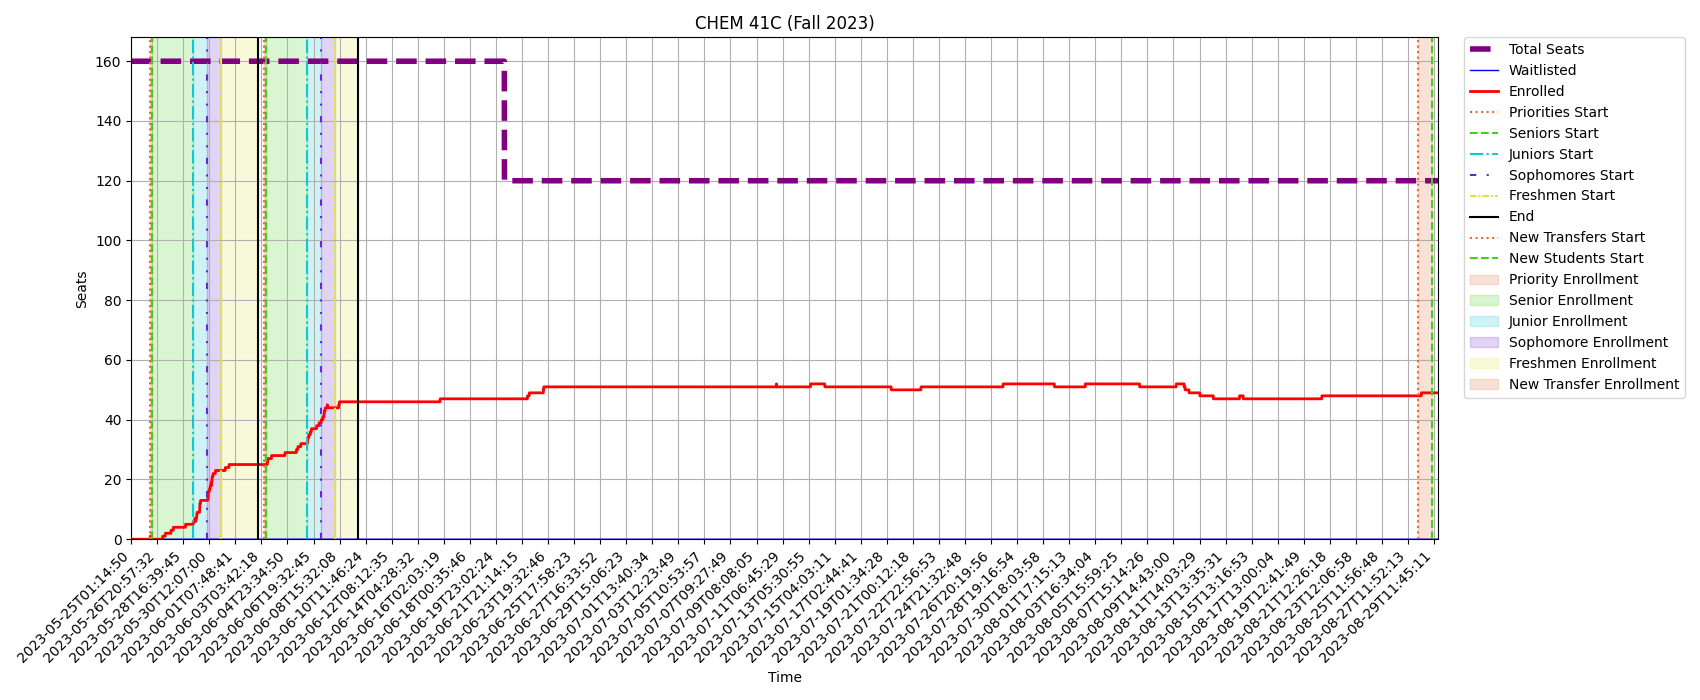 CHEM 41C (Fall 2023)
Seats
160
140
120
100
80
60
40
20
0
2023-05-25T01:14:50
2023-05-26T20:57:32
2023-05-28T16:39:45
2023-05-30T12:07:00
2023-06-01T07:48:41
2023-06-03T03:42:18
2023-06-04T23:34:50
2023-06-06T19:32:45
2023-06-08T15:32:08
2023-06-10T11:46:24
2023-06-12T08:12:35
2023-06-14T04:28:32
2023-06-16T02:03:19
2023-06-18T00:35:46
2023-06-19T23:02:24
2023-06-21T21:14:15
2023-06-23T19:32:46
2023-06-25T17:58:23
2023-06-27T16:33:52
2023-06-29T15:06:23
2023-07-01T13:40:34
2023-07-03T12:23:49
2023-07-05T10:53:57
2023-07-07T09:27:49
2023-07-09T08:08:05
2023-07-11T06:45:29
2023-07-13T05:30:55
2023-07-15T04:03:11
2023-07-17T02:44:41
2023-07-19T01:34:28
2023-07-21T00:12:18
2023-07-22T22:56:53
2023-07-24T21:32:48
2023-07-26T20:19:56
2023-07-28T19:16:54
2023-07-30T18:03:58
2023-08-01T17:15:13
2023-08-03T16:34:04
2023-08-05T15:59:25
2023-08-07T15:14:26
2023-08-09T14:43:00
2023-08-11T14:03:29
2023-08-13T13:35:31
2023-08-15T13:16:53
2023-08-17T13:00:04
2023-08-19T12:41:49
2023-08-21T12:26:18
2023-08-23T12:06:58
2023-08-25T11:56:48
2023-08-27T11:52:13
2023-08-29T11:45:11
Time
Total Seats
Waitlisted
Enrolled
Priorities Start
Seniors Start
Juniors Start
Sophomores Start
Freshmen Start
End
New Transfers Start
New Students Start
Priority Enrollment
Senior Enrollment
Junior Enrollment
Sophomore Enrollment
Freshmen Enrollment
New Transfer Enrollment